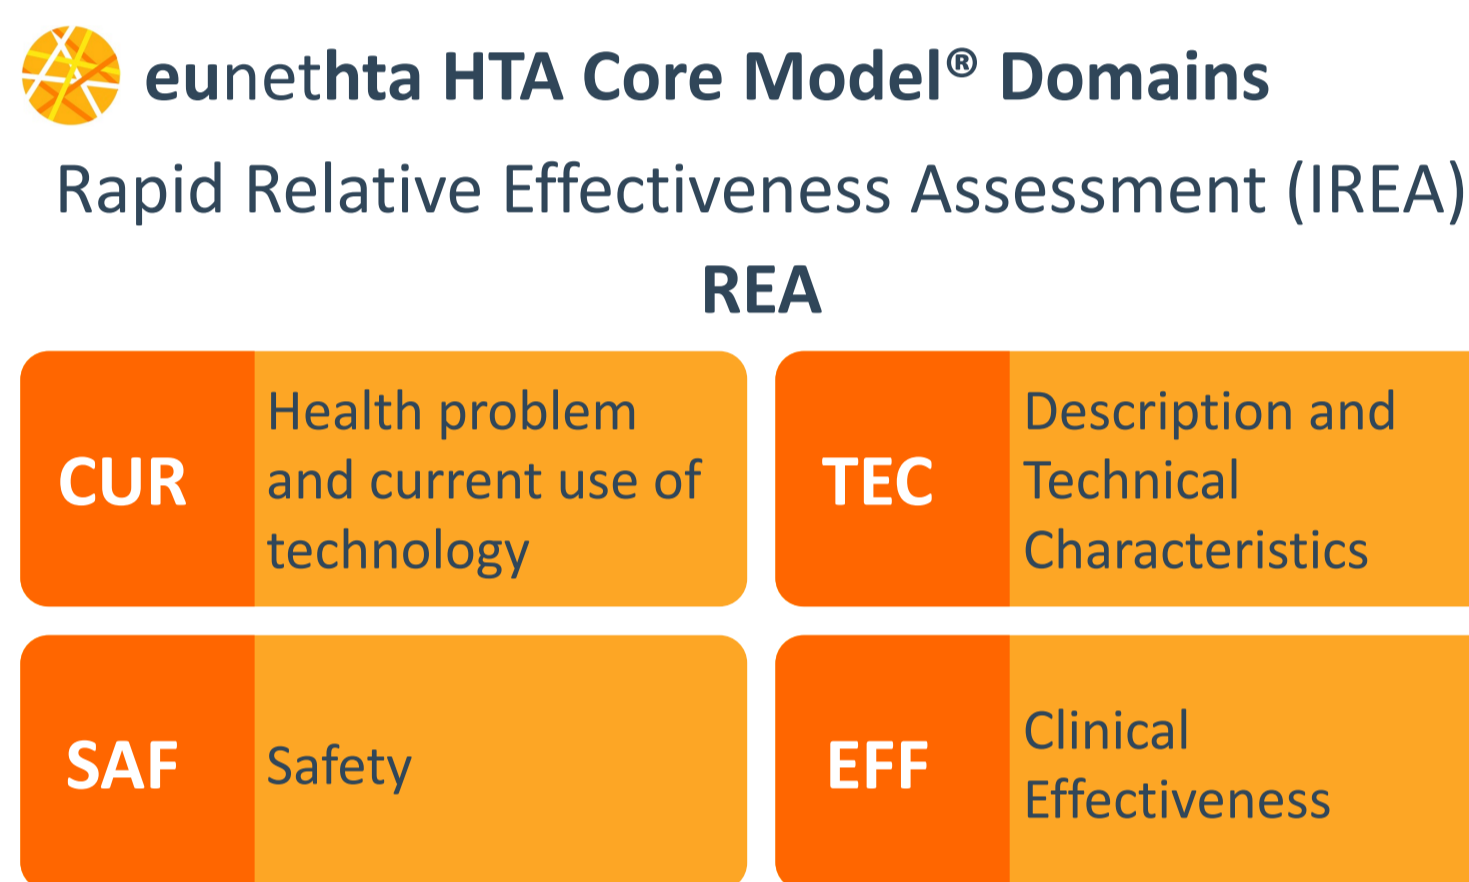 eunethta HTA Core Model® Domains
Rapid Relative Effectiveness Assessment (IREA)
REA
CUR
Health problem
and current use of
technology
TEC
Description and
Technical
Characteristics
SAF
Safety
EFF
Clinical
Effectiveness